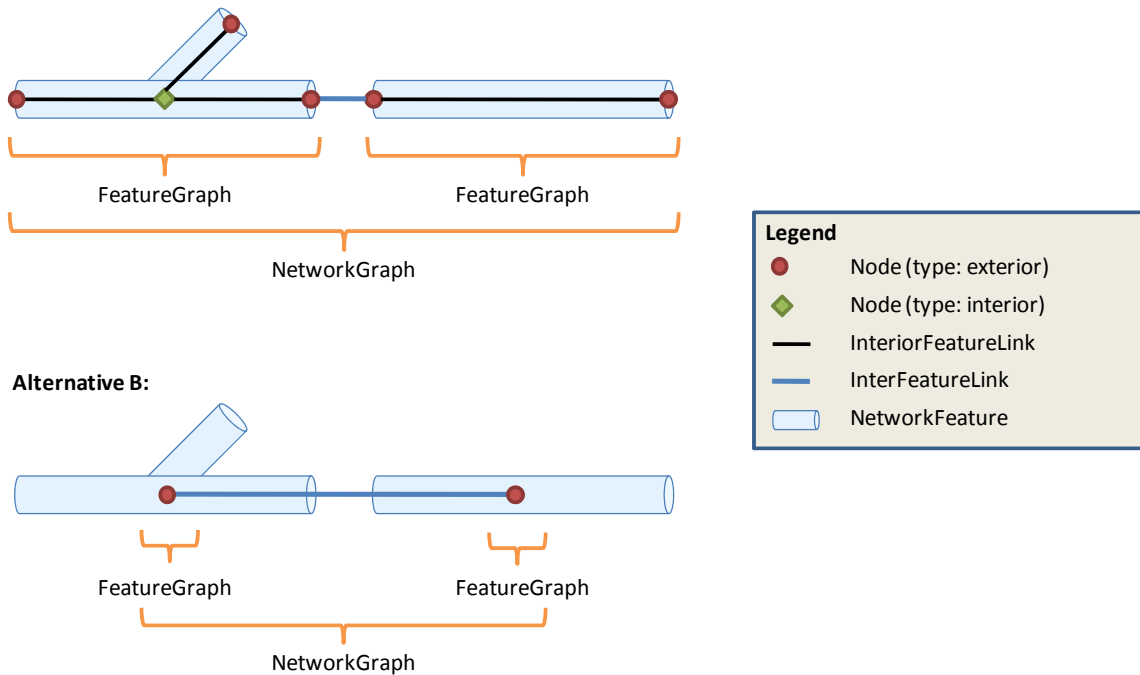 FeatureGraph
FeatureGraph
NetworkGraph
Legend
Node (type: exterior)
Node (type: interior)
InteriorFeatureLink
InterFeatureLink
NetworkFeature
Alternative B:
FeatureGraph
FeatureGraph
NetworkGraph